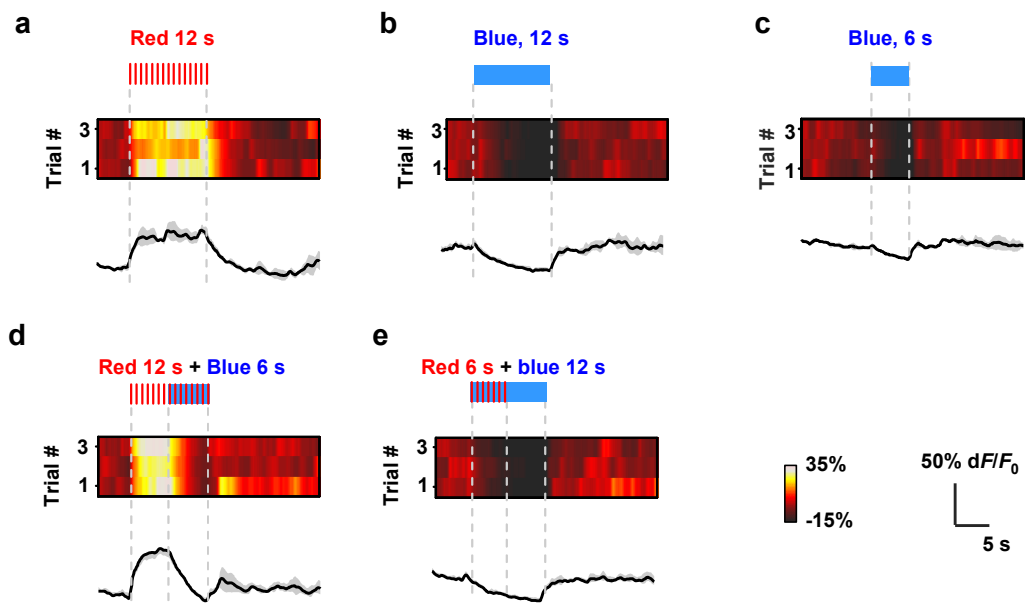 a
Red 12 s
Trial #
3
1
b
Blue, 12 s
Trial #
3
1
c
Blue, 6 s
Trial #
3
1
d
Red 12 s + Blue 6 s
Trial #
3
1
e
Red 6 s + blue 12 s
Trial #
3
1
35%
-15%
50% dF/F0
5 s